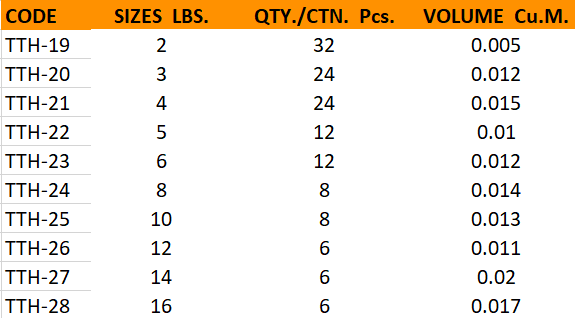 CODE SIZES LBS. QTY./CTN. Pcs. VOLUME Cu.M.
TTH-19 2 32 0.005
TTH-20 3 24 0.012
TTH-21 4 24 0.015
TTH-22 5 12 0.01
TTH-23 6 12 0.012
TTH-24 8 8 0.014
TTH-25 10 8 0.013
TTH-26 12 6 0.011
TTH-27 14 6 0.02
TTH-28 16 6 0.017